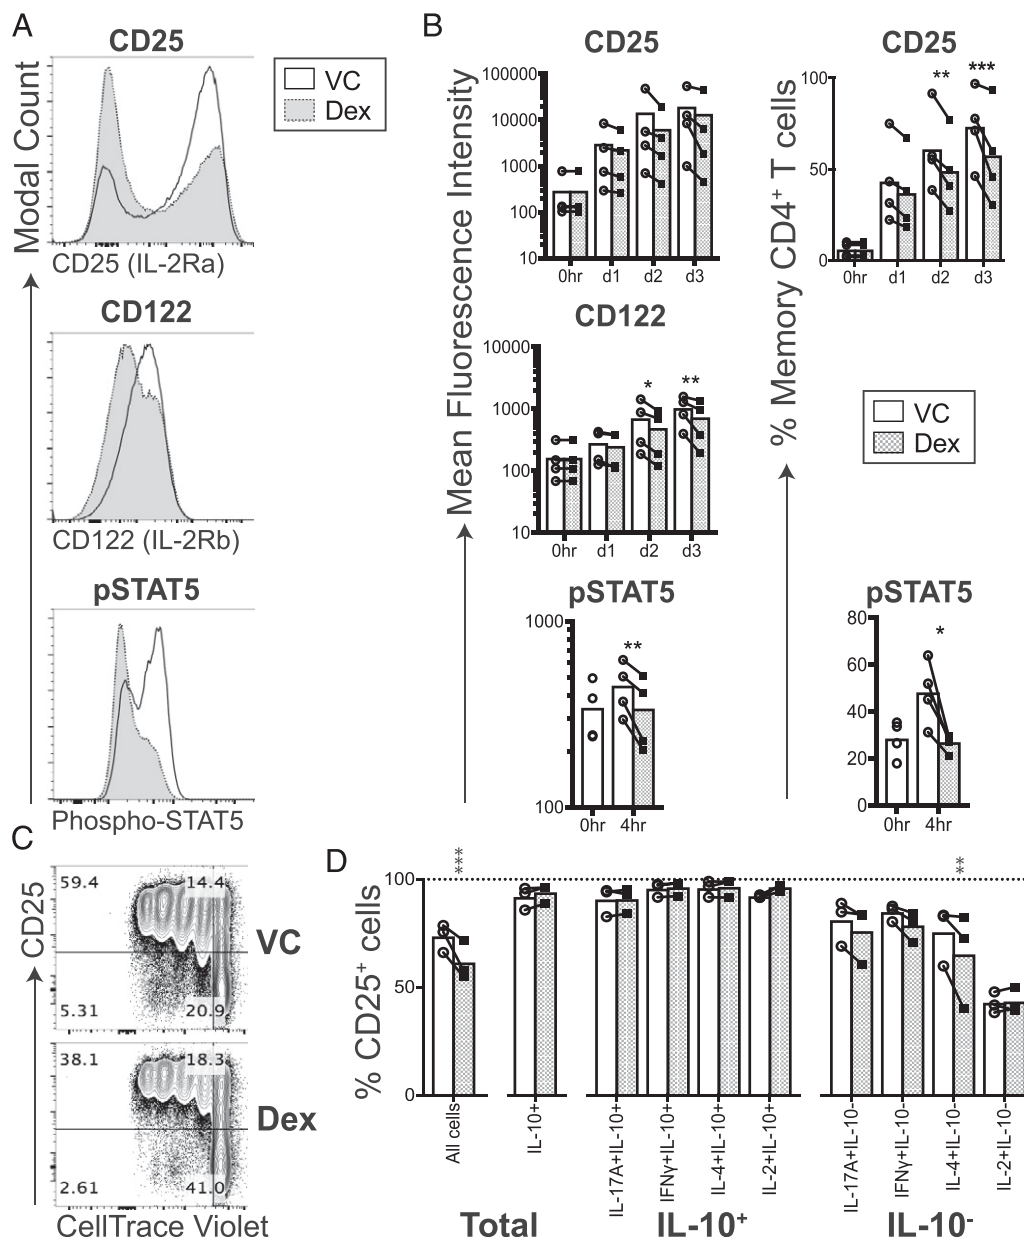 A
CD25
Modal Count
VC
Dex
CD25 (IL-2Ra)
CD122
CD122 (IL-2Rb)
pSTAT5
Phospho-STAT5
B
Mean Fluorescence Intensity
CD25
100000
10000
1000
100
10
0hr d1 d2 d3
CD122
10000
1000
100
10
* **
0hr d1 d2 d3
pSTAT5
1000
100
**
0hr 4hr
% Memory CD4+ T cells
CD25
100
50
0
** ***
0hr d1 d2 d3
VC
Dex
pSTAT5
80
60
40
20
0
*
0hr 4hr
C
CD25
59.4 14.4
5.31 20.9
VC
38.1 18.3
2.61 41.0
Dex
CellTrace Violet
D
% CD25+ cells
100
50
0
***
**
All cells
IL-10+
IL-17A+IL-10+
IFNγ+IL-10+
IL-4+IL-10+
IL-2+IL-10+
IL-17A+IL-10-
IFNγ+IL-10-
IL-4+IL-10-
IL-2+IL-10-
Total IL-10+ IL-10-